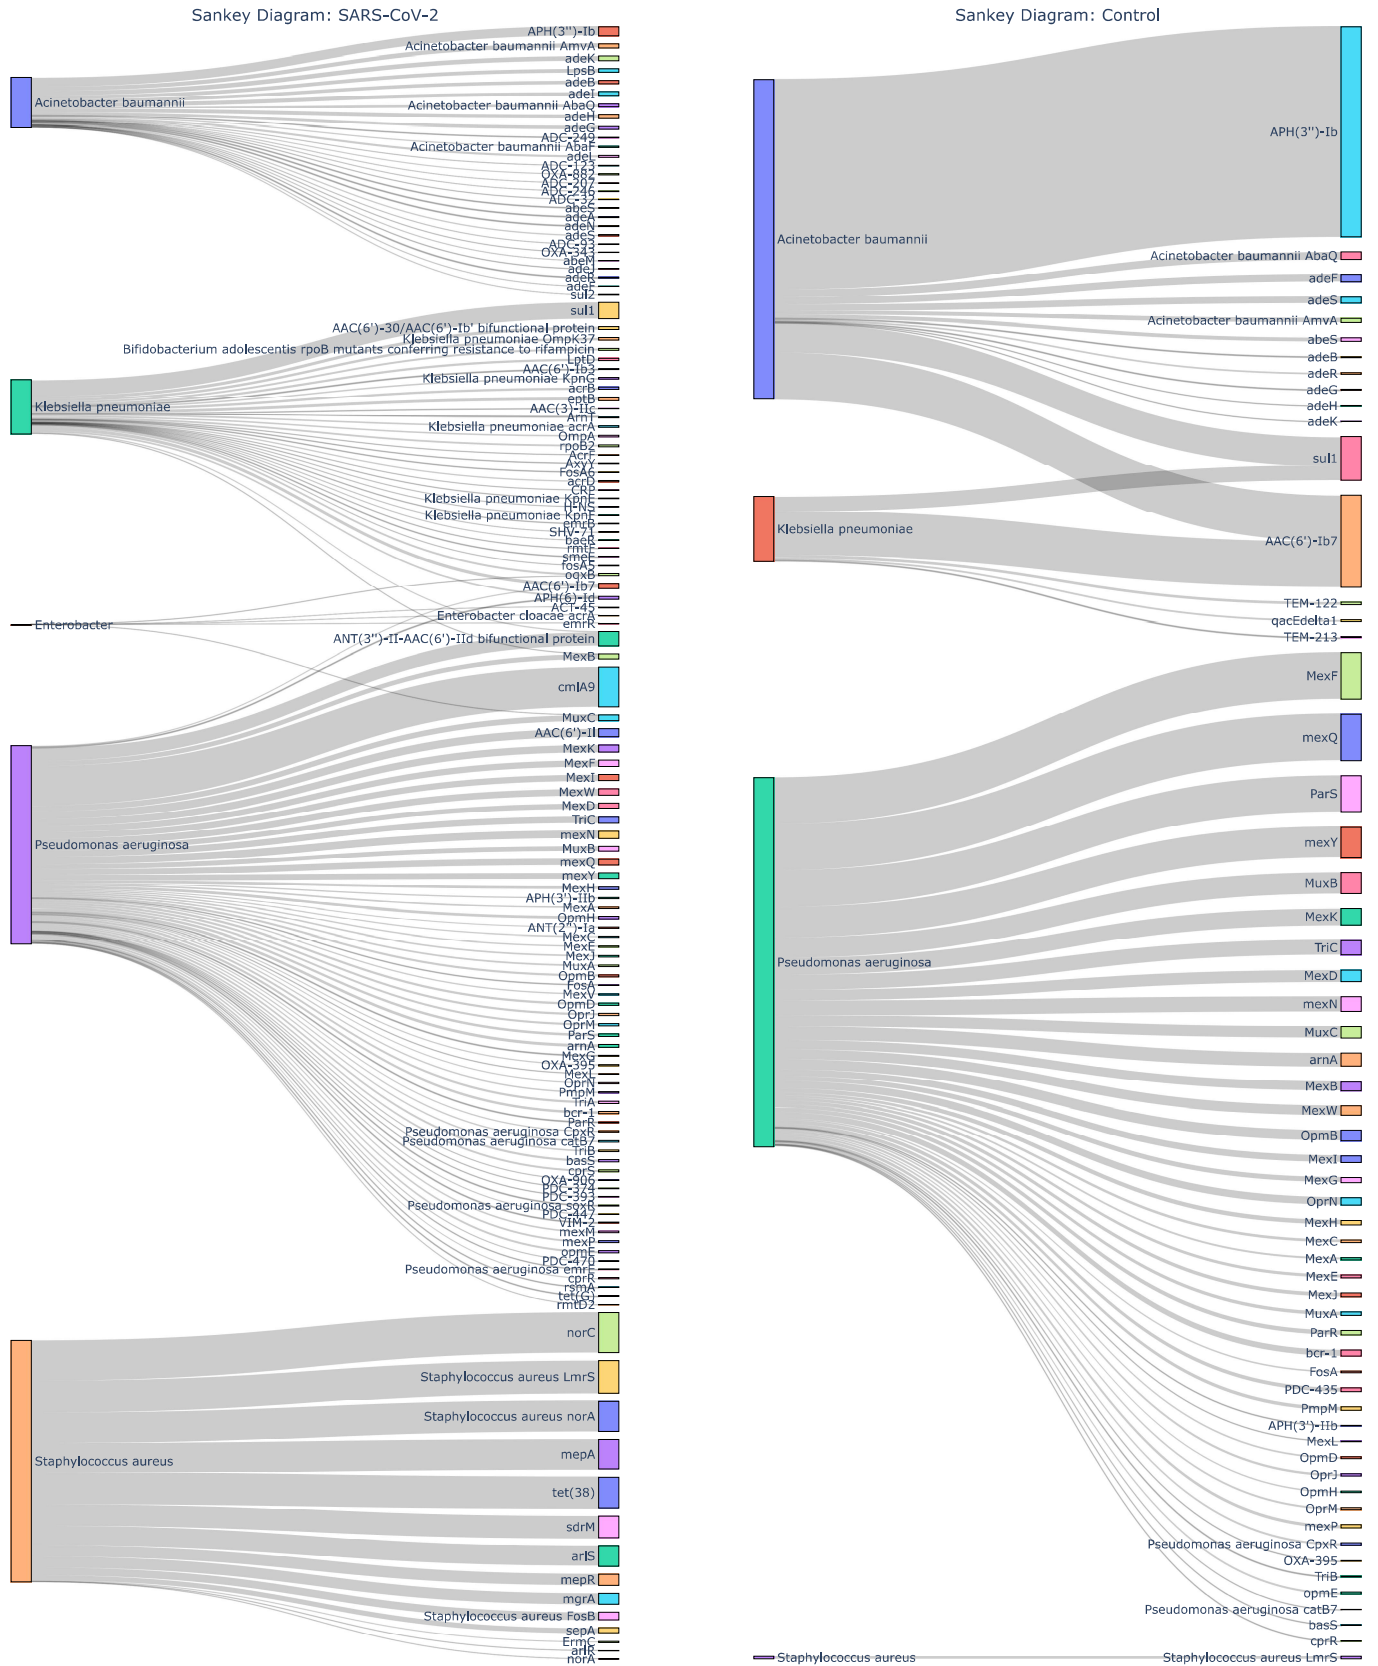 Sankey Diagram: SARS-CoV-2
Acinetobacter baumannii
Klebsiella pneumoniae
Enterobacter
Pseudomonas aeruginosa
Staphylococcus aureus
APH(3'')-Ib
Acinetobacter baumannii AmvA
adeK
LpsB
adeB
adeI
Acinetobacter baumannii AbaQ
adeH
adeG
ADC-249
Acinetobacter baumannii AbaF
adeL
ADC-123
OXA-882
ADC-207
ADC-246
ADC-32
abeS
adeA
adeN
adeS
ADC-93
OXA-343
abeM
adeJ
adeR
adeF
sul2
sul1
AAC(6')-30/AAC(6')-Ib' bifunctional protein
Klebsiella pneumoniae OmpK37
Bifidobacterium adolescentis rpoB mutants conferring resistance to rifampicin
LptD
AAC(6')-Ib3
Klebsiella pneumoniae KpnG
acrB
eptB
AAC(3)-IIc
ArnT
Klebsiella pneumoniae acrA
OmpA
rpoB2
AcrF
AxyY
FosA6
acrD
CRP
Klebsiella pneumoniae KpnE
H-NS
Klebsiella pneumoniae KpnF
emrB
SHV-71
baeR
rmtF
smeE
fosA5
oqxB
AAC(6')-Ib7
APH(6)-Id
ACT-45
Enterobacter cloacae acrA
emrR
ANT(3'')-II-AAC(6')-IId bifunctional protein
MexB
cmlA9
MuxC
AAC(6')-Il
MexK
MexF
MexI
MexW
MexD
TriC
mexN
MuxB
mexQ
mexY
MexH
APH(3')-IIb
MexA
OpmH
ANT(2'')-Ia
MexC
MexE
MexJ
MuxA
OpmB
FosA
MexV
OpmD
OprJ
OprM
ParS
arnA
MexG
OXA-395
MexL
OprN
PmpM
TriA
bcr-1
ParR
Pseudomonas aeruginosa CpxR
Pseudomonas aeruginosa catB7
TriB
basS
cprS
OXA-906
PDC-374
PDC-393
Pseudomonas aeruginosa soxR
PDC-447
VIM-2
mexM
mexP
opmE
PDC-470
Pseudomonas aeruginosa emrE
cprR
rsmA
tet(G)
rmtD2
norC
Staphylococcus aureus LmrS
Staphylococcus aureus norA
mepA
tet(38)
sdrM
arlS
mepR
mgrA
Staphylococcus aureus FosB
sepA
ErmC
arlR
norA
Sankey Diagram: Control
Acinetobacter baumannii
Klebsiella pneumoniae
Pseudomonas aeruginosa
Staphylococcus aureus
APH(3'')-Ib
Acinetobacter baumannii AbaQ
adeF
adeS
Acinetobacter baumannii AmvA
abeS
adeB
adeR
adeG
adeH
adeK
sul1
AAC(6')-Ib7
TEM-122
qacEdelta1
TEM-213
MexF
mexQ
ParS
mexY
MuxB
MexK
TriC
MexD
mexN
MuxC
arnA
MexB
MexW
OpmB
MexI
MexG
OprN
MexH
MexC
MexA
MexE
MexJ
MuxA
ParR
bcr-1
FosA
PDC-435
PmpM
APH(3')-IIb
MexL
OpmD
OprJ
OpmH
OprM
mexP
Pseudomonas aeruginosa CpxR
OXA-395
TriB
opmE
Pseudomonas aeruginosa catB7
basS
cprR
Staphylococcus aureus LmrS